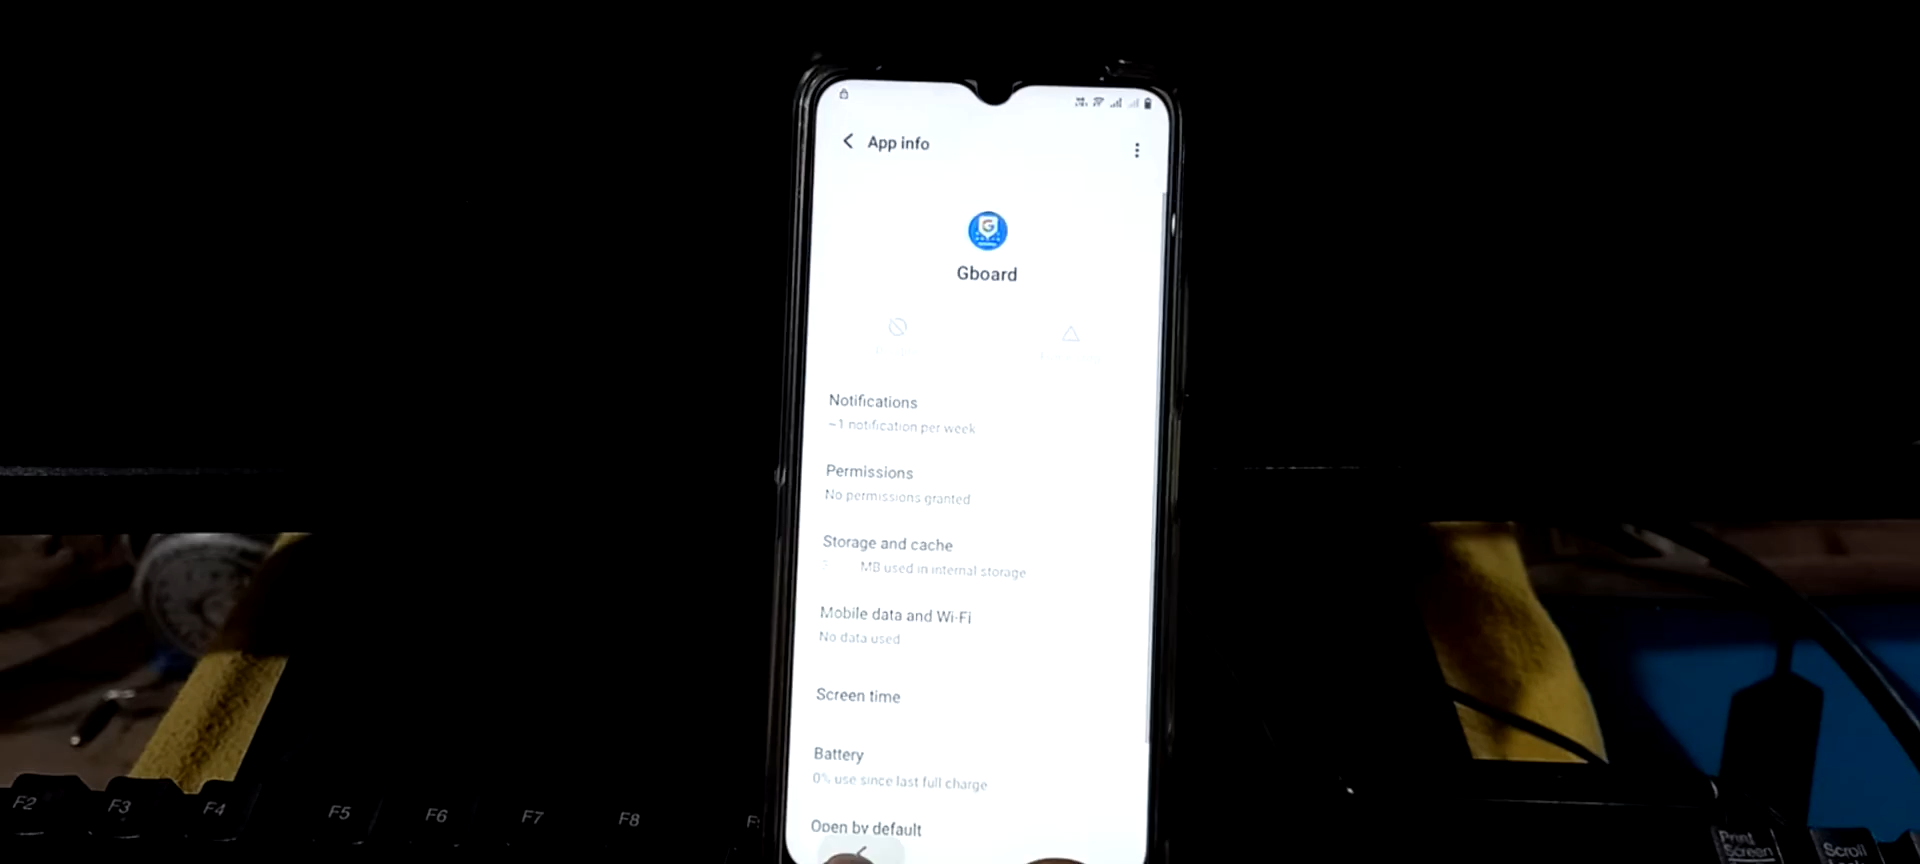 App info
G
Gboard
Notifications
~1 notification per week
Permissions
No permissions granted
Storage and cache
MB used in internal storage
Mobile data and Wi-Fi
No data used
Screen time
Battery
0% use since last full charge
Open by default
F2 F3 F4 F5 F6 F7 F8
Print
Screen
Scroll